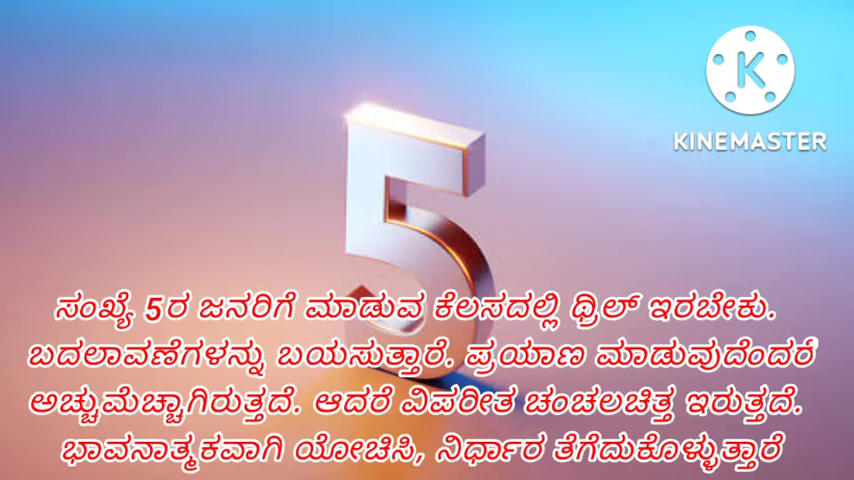 K
KINEMASTER
5
ಸಂಖ್ಯೆ 5ರ ಜನರಿಗೆ ಮಾಡುವ ಕೆಲಸದಲ್ಲಿ ಥ್ರಿಲ್ ಇರಬೇಕು.
ಬದಲಾವಣೆಗಳನ್ನು ಬಯಸುತ್ತಾರೆ. ಪ್ರಯಾಣ ಮಾಡುವುದೆಂದರೆ
ಅಚ್ಚುಮೆಚ್ಚಾಗಿರುತ್ತದೆ. ಆದರೆ ವಿಪರೀತ ಚಂಚಲಚಿತ್ತ ಇರುತ್ತದೆ.
ಭಾವನಾತ್ಮಕವಾಗಿ ಯೋಚಿಸಿ, ನಿರ್ಧಾರ ತೆಗೆದುಕೊಳ್ಳುತ್ತಾರೆ